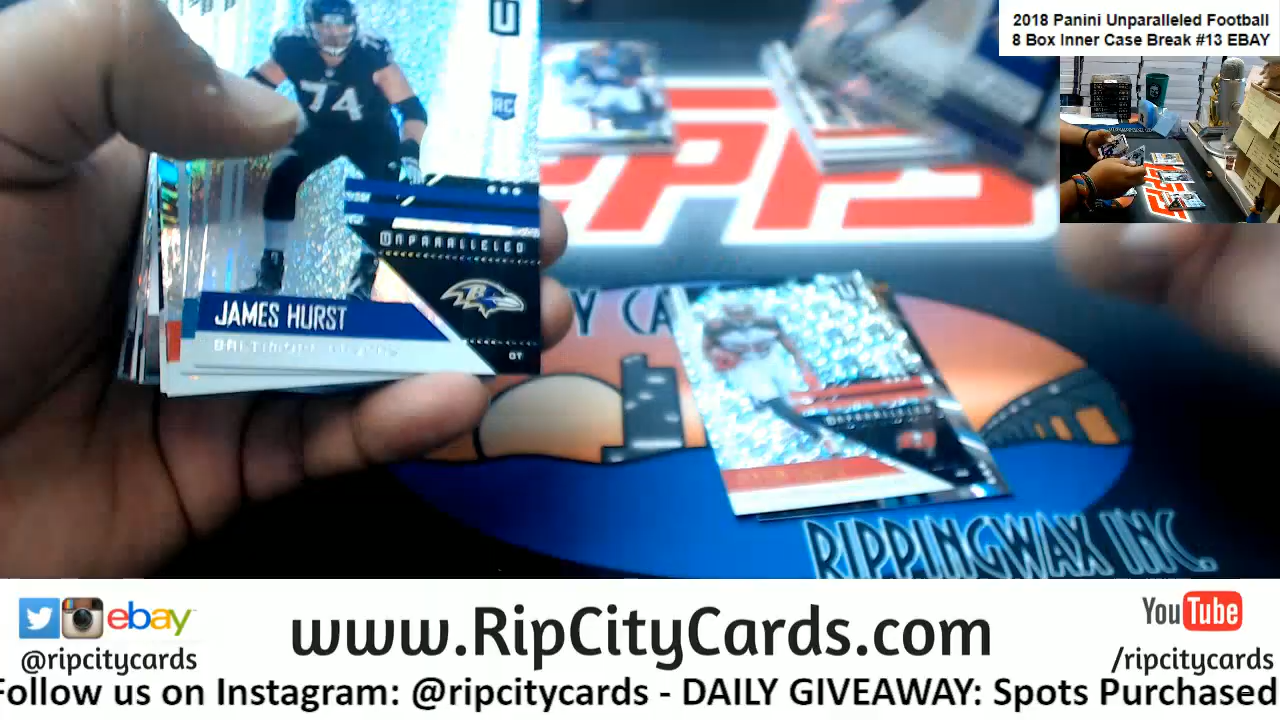 2018 Panini Unparalleled Football
8 Box Inner Case Break #13 EBAY
U
74
RC
UNPARALLELED
JAMES HURST
OT
RIPPINGWAX INC.
ebay
www.RipCityCards.com
YouTube
@ripcitycards
/ripcitycards
Follow us on Instagram: @ripcitycards - DAILY GIVEAWAY: Spots Purchased